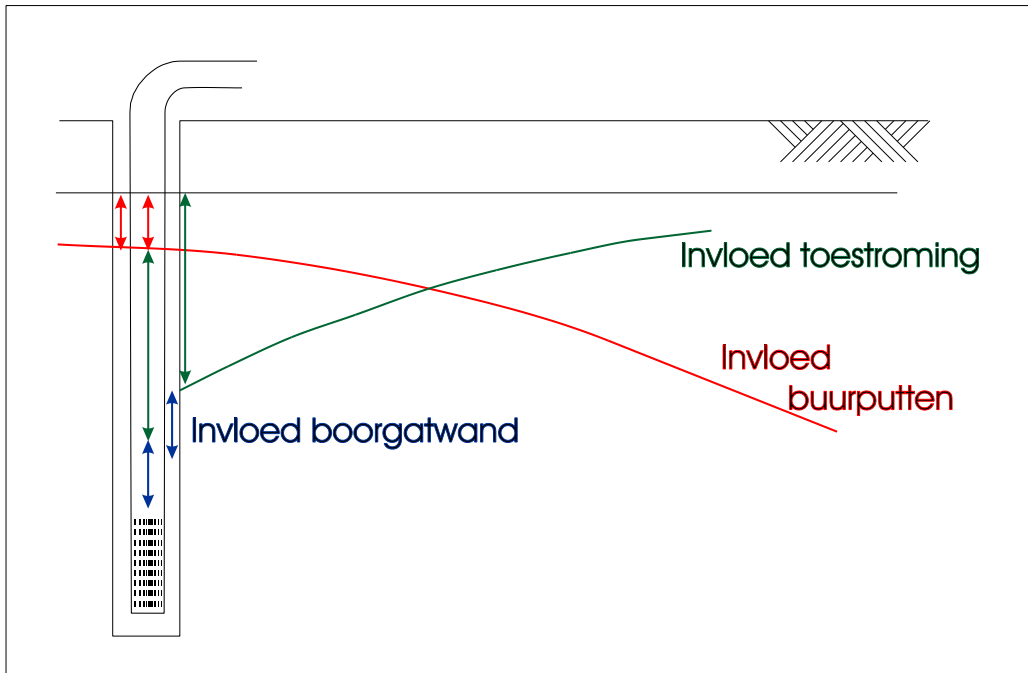 Invloed toestroming
Invloed
buurputten
Invloed boorgatwand